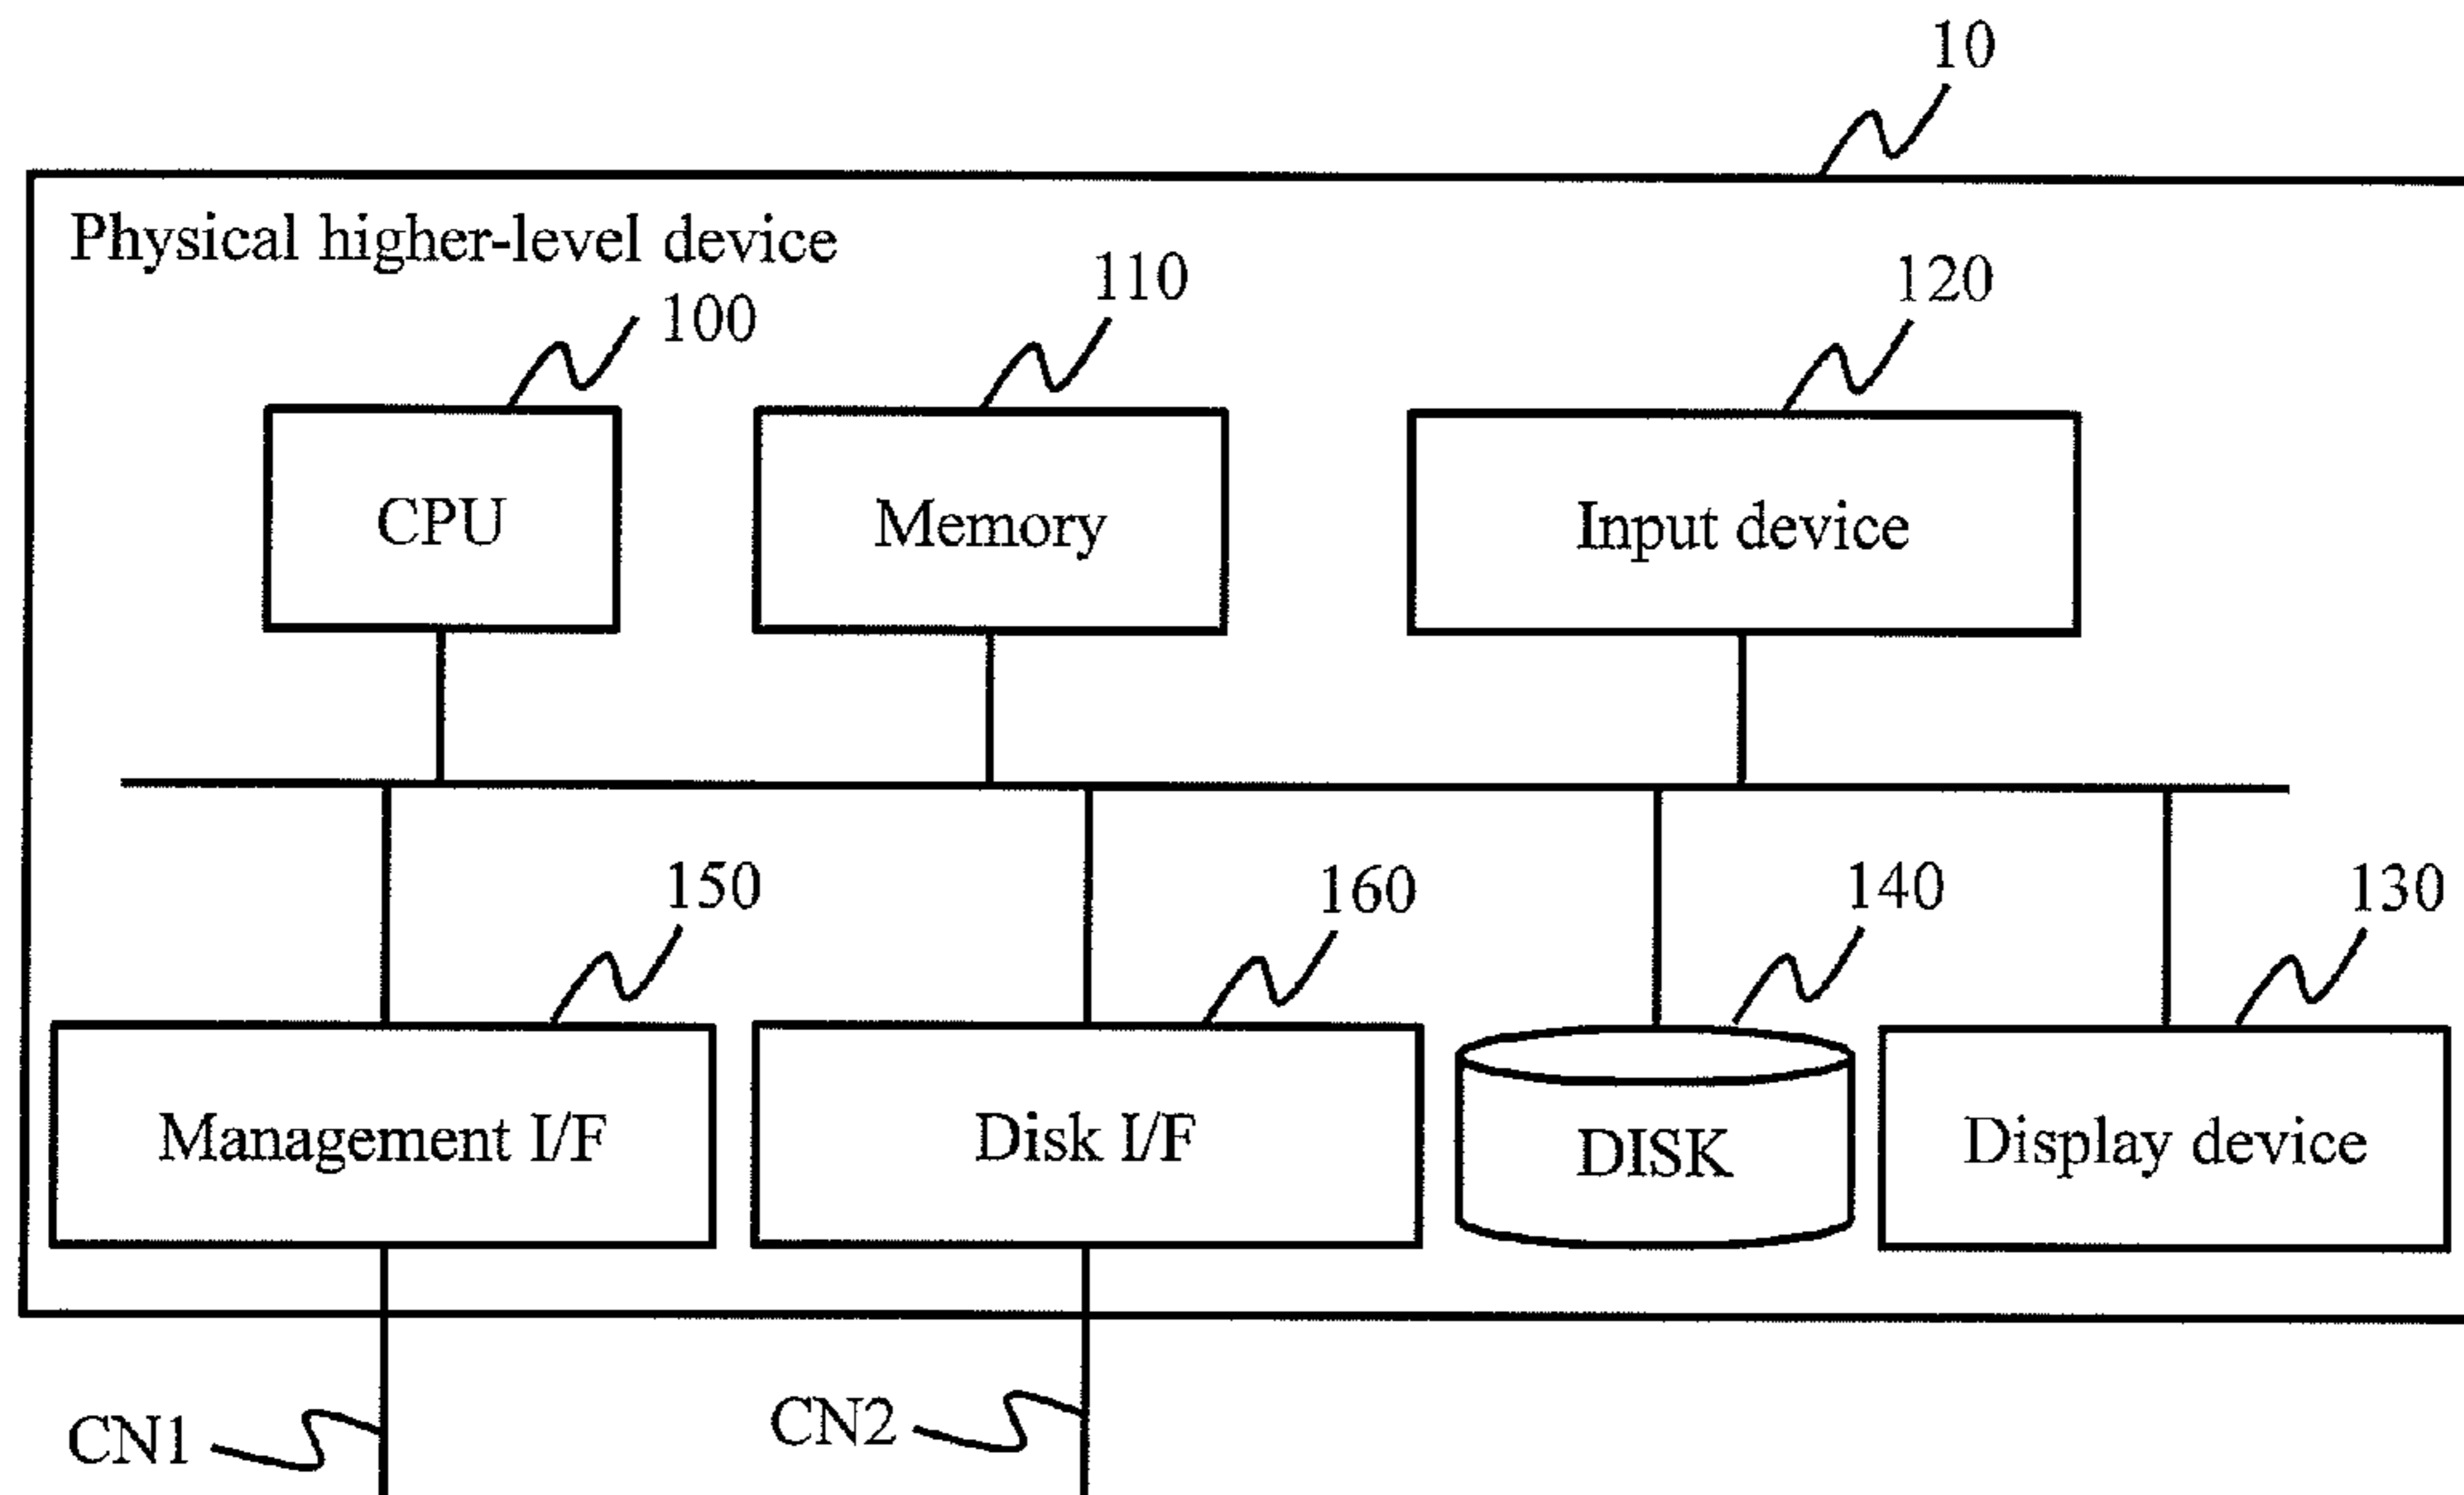 10
Physical higher-level device
100
110
120
CPU
Memory
Input device
150
160
140
130
Management I/F
Disk I/F
DISK
Display device
CN1
CN2